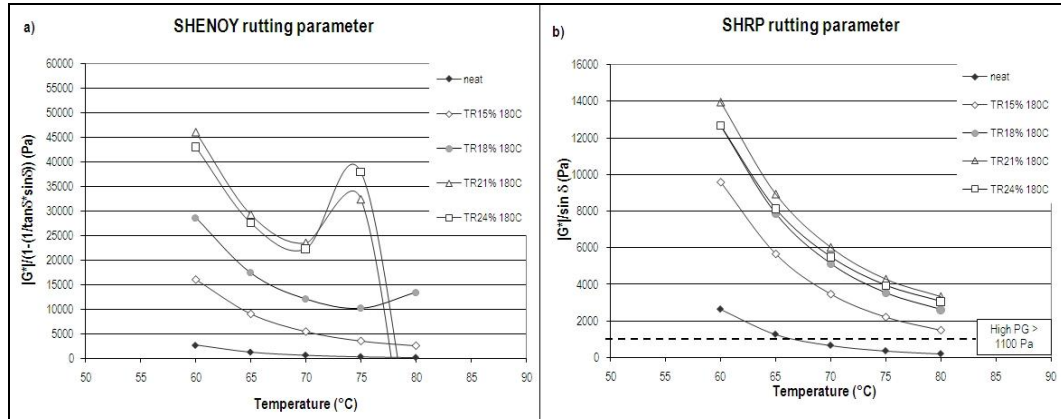 a)
SHENOY rutting parameter
|G*|/(1-(1/tanδ*sinδ)) (Pa)
60000
55000
50000
45000
40000
35000
30000
25000
20000
15000
10000
5000
0
50 55 60 65 70 75 80 85 90
Temperature (°C)
neat
TR15% 180C
TR18% 180C
TR21% 180C
TR24% 180C
b)
SHRP rutting parameter
|G*|/sin δ (Pa)
16000
14000
12000
10000
8000
6000
4000
2000
0
50 55 60 65 70 75 80 85 90
Temperature (°C)
neat
TR15% 180C
TR18% 180C
TR21% 180C
TR24% 180C
High PG >
1100 Pa